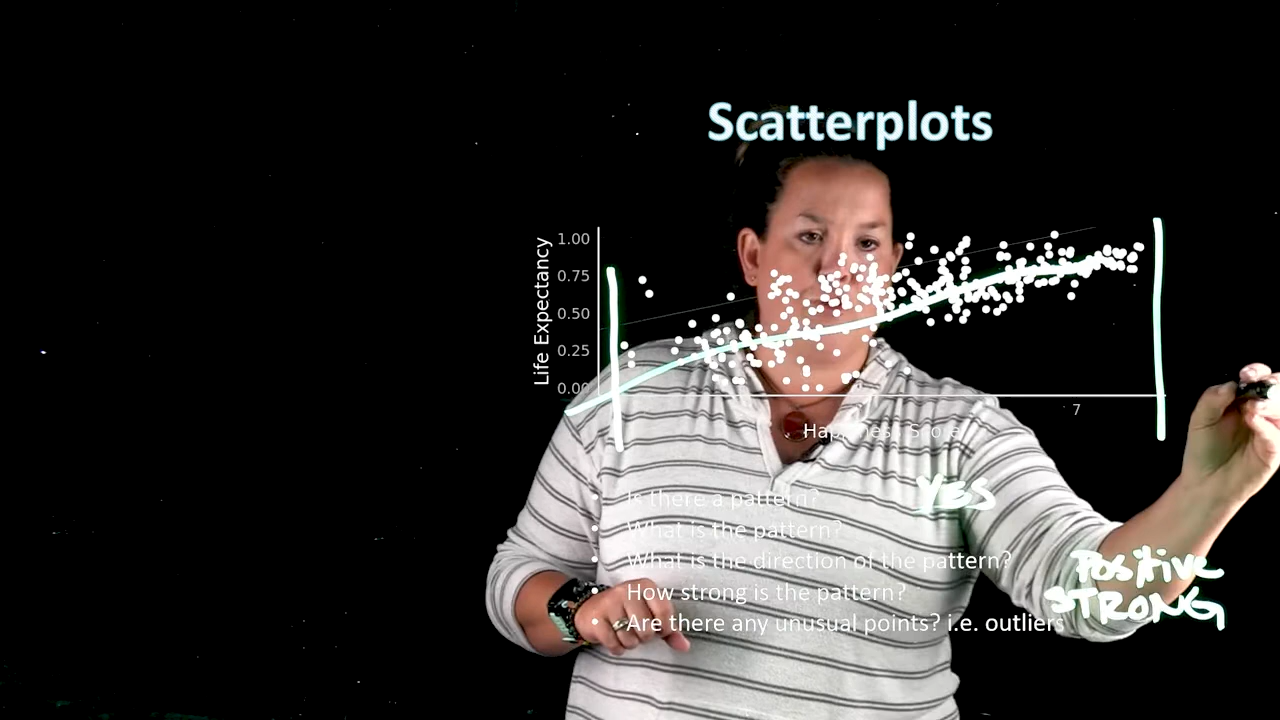 Scatterplots
Life Expectancy
1.00
0.75
0.50
0.25
0.00
7
Happiness Score
• Is there a pattern? YES
• What is the pattern?
• What is the direction of the pattern? Positive
• How strong is the pattern? STRONG
• Are there any unusual points? i.e. outliers